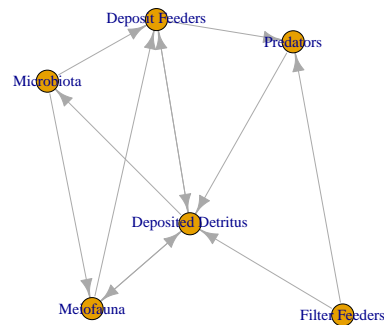 Deposit Feeders
Predators
Microbiota
Deposited Detritus
Meiofauna
Filter Feeders